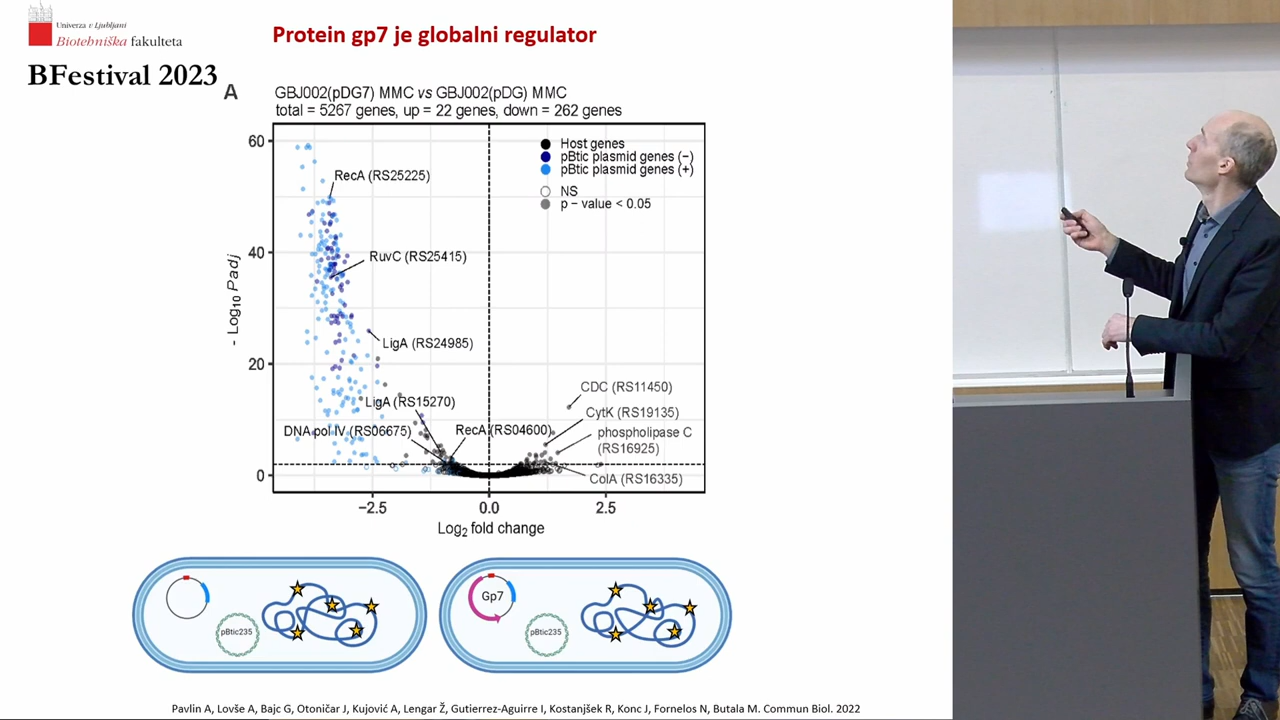 Univerza v Ljubljani
Biotehniška fakulteta
BFestival 2023
Protein gp7 je globalni regulator
A
GBJ002(pDG7) MMC vs GBJ002(pDG) MMC
total = 5267 genes, up = 22 genes, down = 262 genes
Host genes
pBtic plasmid genes (−)
pBtic plasmid genes (+)
NS
p − value < 0.05
60
40
20
0
- Log10 Padj
RecA (RS25225)
RuvC (RS25415)
LigA (RS24985)
CDC (RS11450)
LigA (RS15270)
CytK (RS19135)
DNA pol IV (RS06675)
RecA (RS04600)
phospholipase C
(RS16925)
ColA (RS16335)
−2.5
0.0
2.5
Log2 fold change
pBtic235
Gp7
pBtic235
Pavlin A, Lovše A, Bajc G, Otoničar J, Kujović A, Lengar Ž, Gutierrez-Aguirre I, Kostanjšek R, Konc J, Fornelos N, Butala M. Commun Biol. 2022